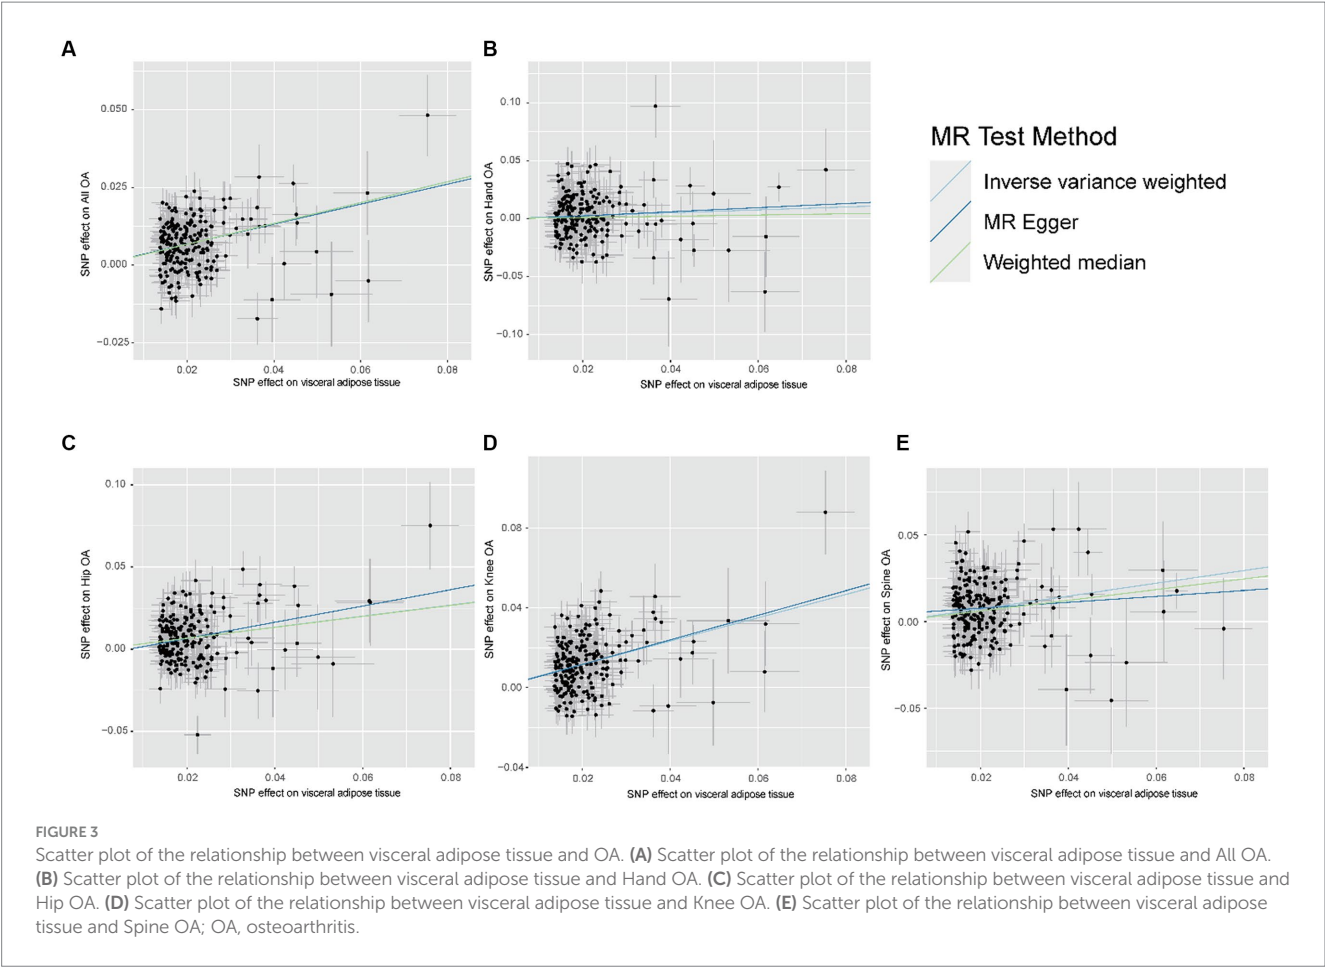 A
B
0.050
0.025
0.000
−0.025
SNP effect on All OA
0.02
0.04
0.06
0.08
SNP effect on visceral adipose tissue
0.10
0.05
0.00
−0.05
−0.10
SNP effect on Hand OA
0.02
0.04
0.06
0.08
SNP effect on visceral adipose tissue
MR Test Method
Inverse variance weighted
MR Egger
Weighted median
C
D
E
0.10
0.05
0.00
−0.05
SNP effect on Hip OA
0.02
0.04
0.06
0.08
SNP effect on visceral adipose tissue
0.08
0.04
0.00
−0.04
SNP effect on Knee OA
0.02
0.04
0.06
0.08
SNP effect on visceral adipose tissue
0.05
0.00
−0.05
SNP effect on Spine OA
0.02
0.04
0.06
0.08
SNP effect on visceral adipose tissue
FIGURE 3
Scatter plot of the relationship between visceral adipose tissue and OA. (A) Scatter plot of the relationship between visceral adipose tissue and All OA.
(B) Scatter plot of the relationship between visceral adipose tissue and Hand OA. (C) Scatter plot of the relationship between visceral adipose tissue and
Hip OA. (D) Scatter plot of the relationship between visceral adipose tissue and Knee OA. (E) Scatter plot of the relationship between visceral adipose
tissue and Spine OA; OA, osteoarthritis.